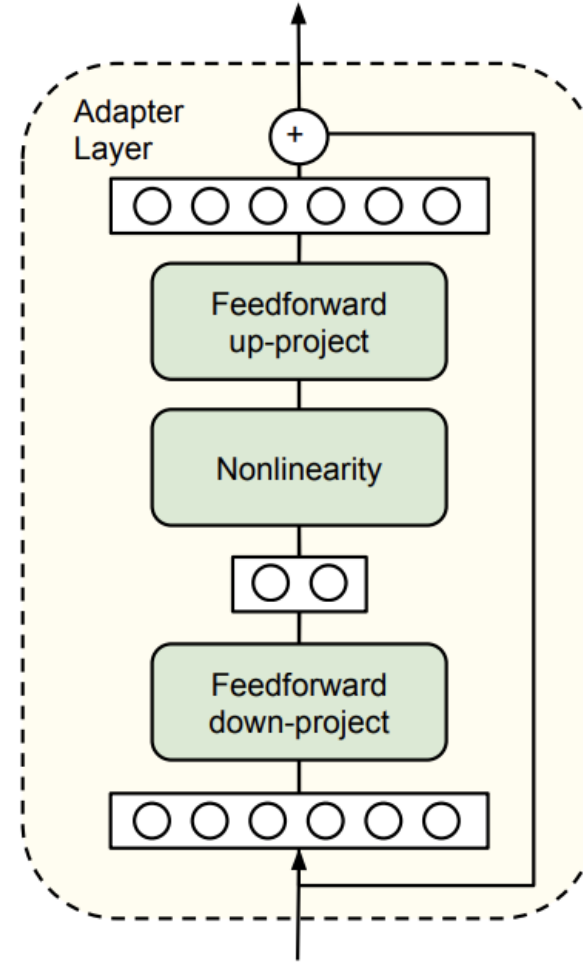 Adapter
Layer
+
Feedforward
up-project
Nonlinearity
Feedforward
down-project